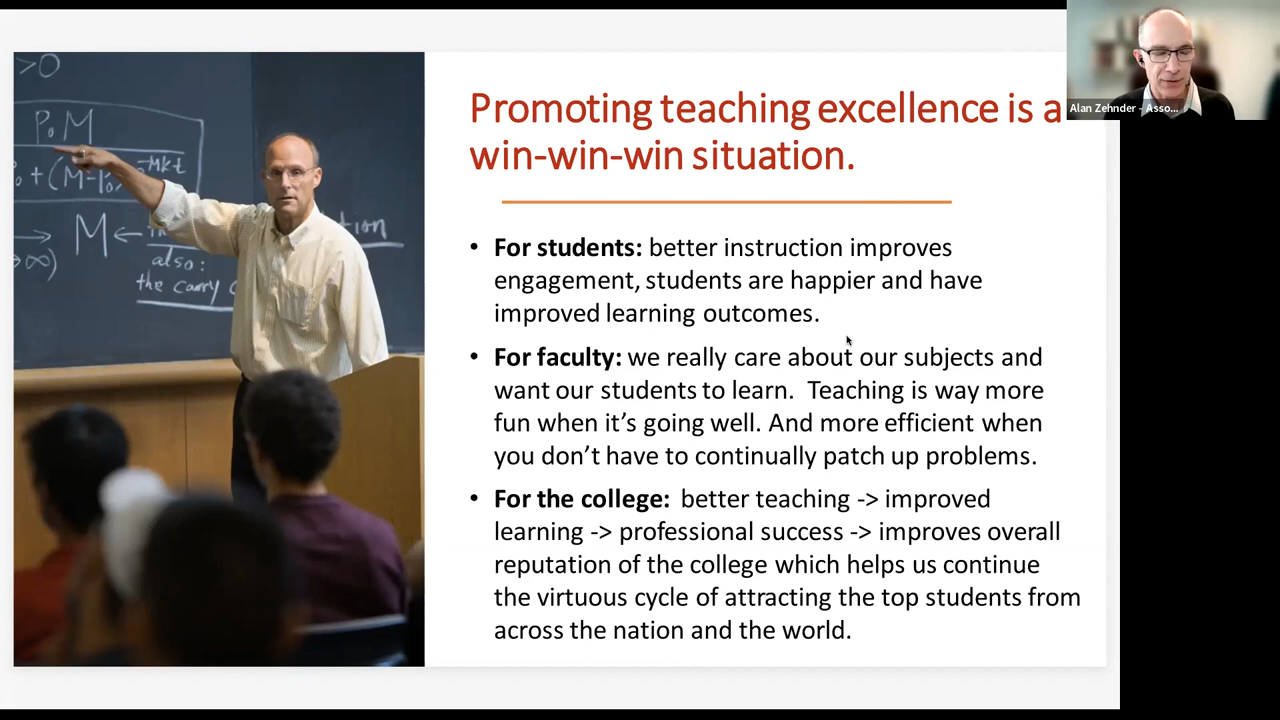 >0
P₀M
P₀+(M-P₀)
-Mkt
M←
→∞)
also:
the carry
Alan Zehnder - Asso...
Promoting teaching excellence is a
win-win-win situation.
• For students: better instruction improves
engagement, students are happier and have
improved learning outcomes.
• For faculty: we really care about our subjects and
want our students to learn.  Teaching is way more
fun when it’s going well. And more efficient when
you don’t have to continually patch up problems.
• For the college:  better teaching -> improved
learning -> professional success -> improves overall
reputation of the college which helps us continue
the virtuous cycle of attracting the top students from
across the nation and the world.